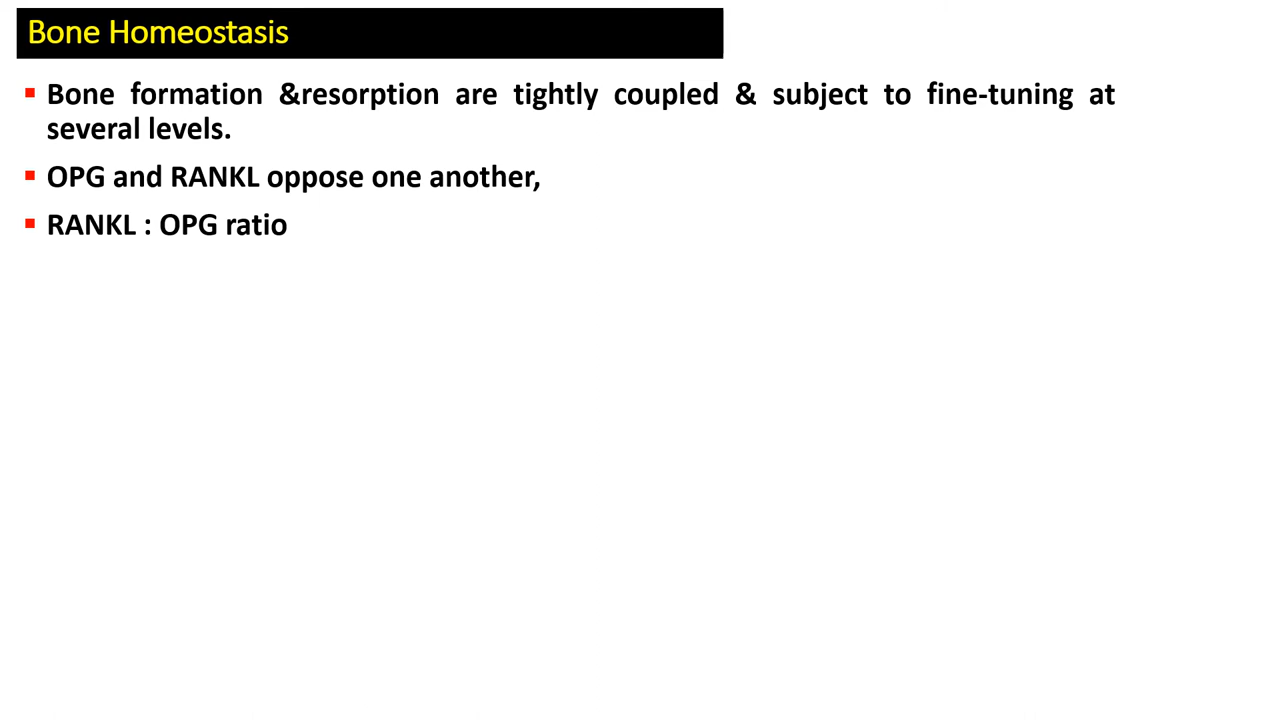 Bone Homeostasis
▪ Bone formation &resorption are tightly coupled & subject to fine-tuning at
several levels.
▪ OPG and RANKL oppose one another,
▪ RANKL : OPG ratio